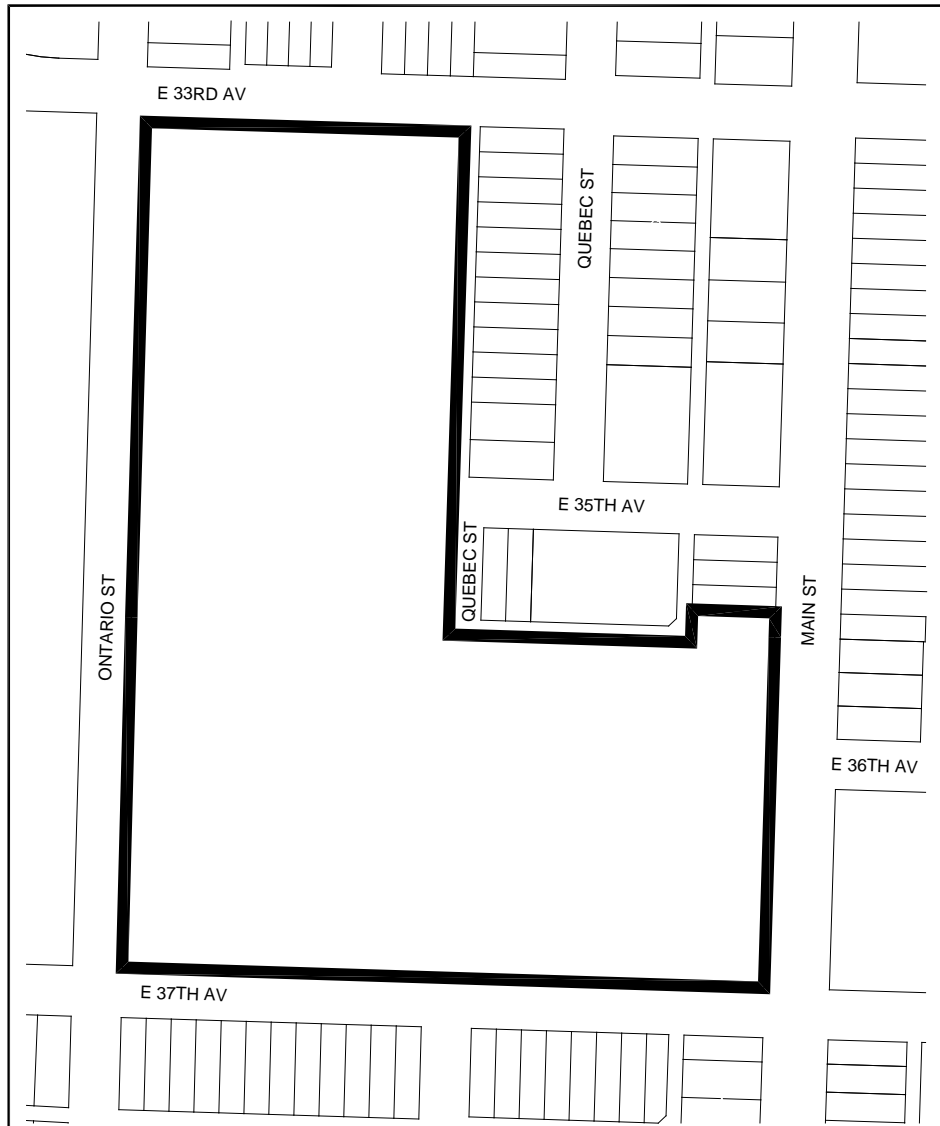 E 33RD AV
QUEBEC ST
E 35TH AV
QUEBEC ST
ONTARIO ST
MAIN ST
E 36TH AV
E 37TH AV